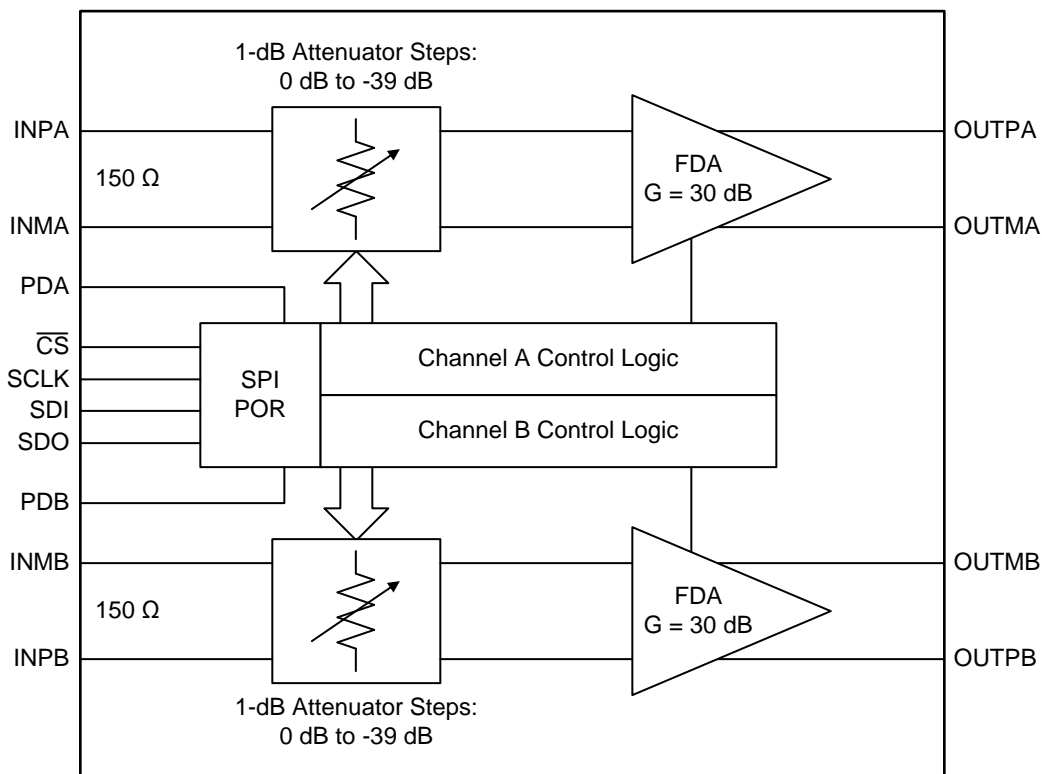 1-dB Attenuator Steps:
0 dB to -39 dB
INPA
OUTPA
FDA
G = 30 dB
150 Ω
INMA
OUTMA
PDA
CS
SCLK
SDI
SDO
SPI
POR
Channel A Control Logic
Channel B Control Logic
PDB
INMB
OUTMB
FDA
G = 30 dB
150 Ω
INPB
OUTPB
1-dB Attenuator Steps:
0 dB to -39 dB